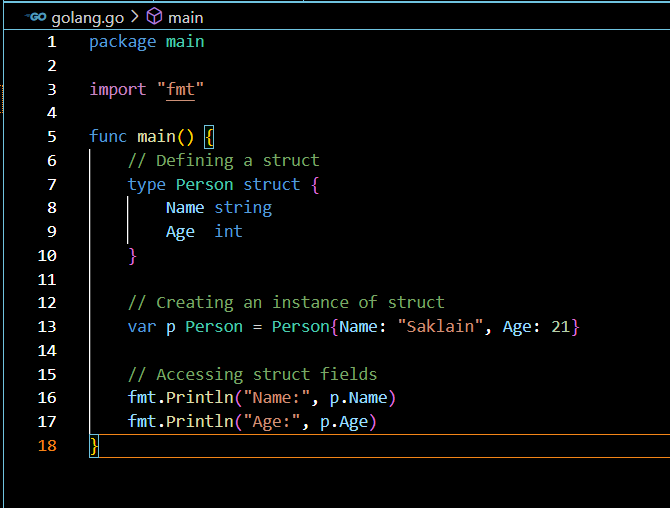 GO golang.go > main
1 package main
2
3 import "fmt"
4
5 func main() {
6     // Defining a struct
7     type Person struct {
8         Name string
9         Age  int
10     }
11
12     // Creating an instance of struct
13     var p Person = Person{Name: "Saklain", Age: 21}
14
15     // Accessing struct fields
16     fmt.Println("Name:", p.Name)
17     fmt.Println("Age:", p.Age)
18 }